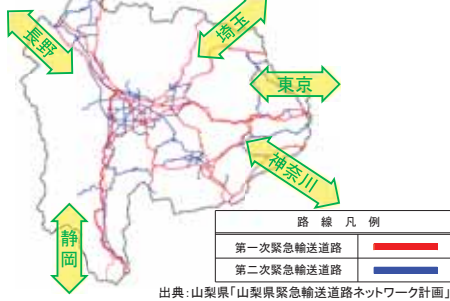 長野
埼玉
東京
神奈川
静岡
路線凡例
第一次緊急輸送道路
第二次緊急輸送道路
出典:山梨県「山梨県緊急輸送道路ネットワーク計画」